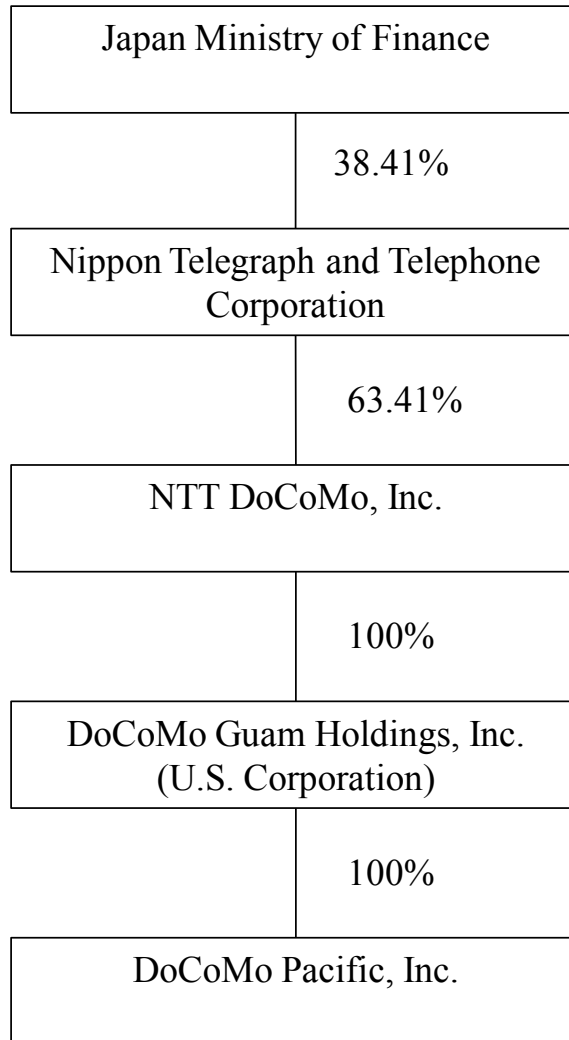 Japan Ministry of Finance
38.41%
Nippon Telegraph and Telephone
Corporation
63.41%
NTT DoCoMo, Inc.
100%
DoCoMo Guam Holdings, Inc.
(U.S. Corporation)
100%
DoCoMo Pacific, Inc.